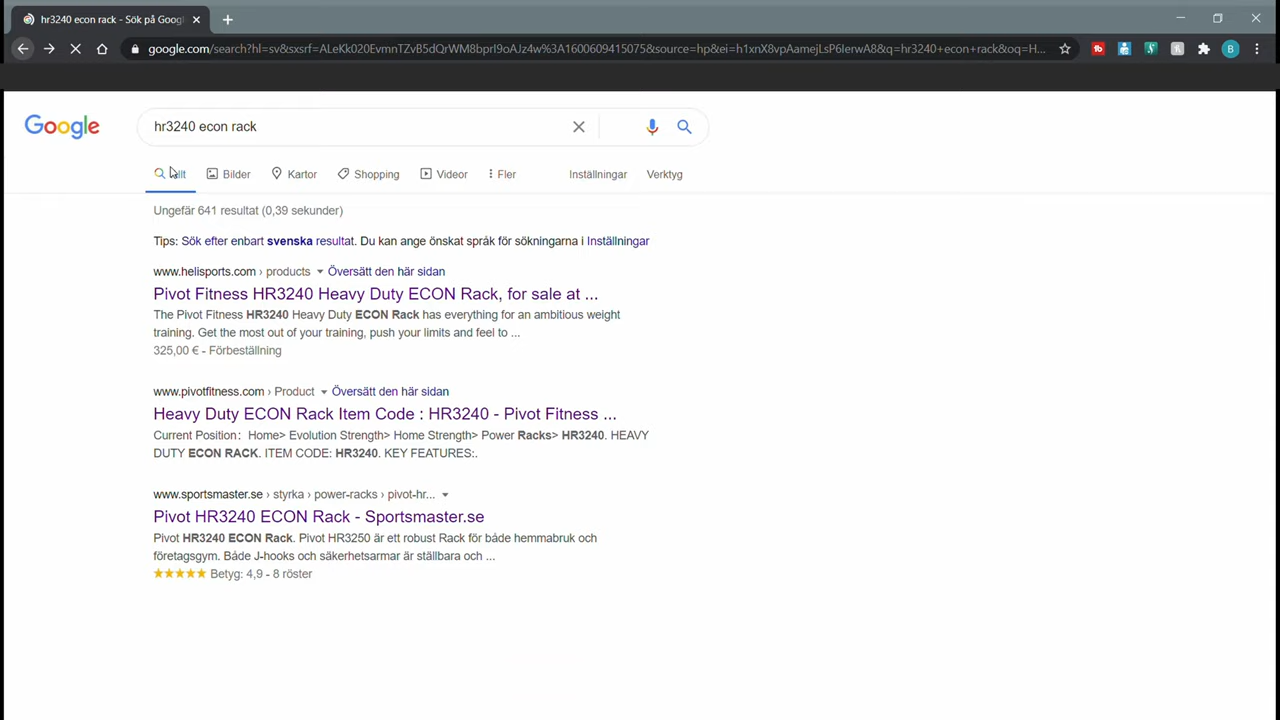 hr3240 econ rack - Sök på Goog
google.com/search?hl=sv&sxsrf=ALeKk020EvmnTZvB5dQrWM8bprI9oAJz4w%3A1600609415075&source=hp&ei=h1xnX8vpAamejLsP6IerwA8&q=hr3240+econ+rack&oq=H...
B
Google
hr3240 econ rack
Bilder
Kartor
Shopping
Videor
Fler
Inställningar
Verktyg
Ungefär 641 resultat (0,39 sekunder)
Tips: Sök efter enbart svenska resultat. Du kan ange önskat språk för sökningarna i Inställningar
www.helisports.com › products Översätt den här sidan
Pivot Fitness HR3240 Heavy Duty ECON Rack, for sale at ...
The Pivot Fitness HR3240 Heavy Duty ECON Rack has everything for an ambitious weight
training. Get the most out of your training, push your limits and feel to ...
325,00 € - Förbeställning
www.pivotfitness.com › Product Översätt den här sidan
Heavy Duty ECON Rack Item Code : HR3240 - Pivot Fitness ...
Current Position: Home> Evolution Strength> Home Strength> Power Racks> HR3240. HEAVY
DUTY ECON RACK. ITEM CODE: HR3240. KEY FEATURES:.
www.sportsmaster.se › styrka › power-racks › pivot-hr...
Pivot HR3240 ECON Rack - Sportsmaster.se
Pivot HR3240 ECON Rack. Pivot HR3250 är ett robust Rack för både hemmabruk och
företagsgym. Både J-hooks och säkerhetsarmar är ställbara och ...
Betyg: 4,9 - 8 röster